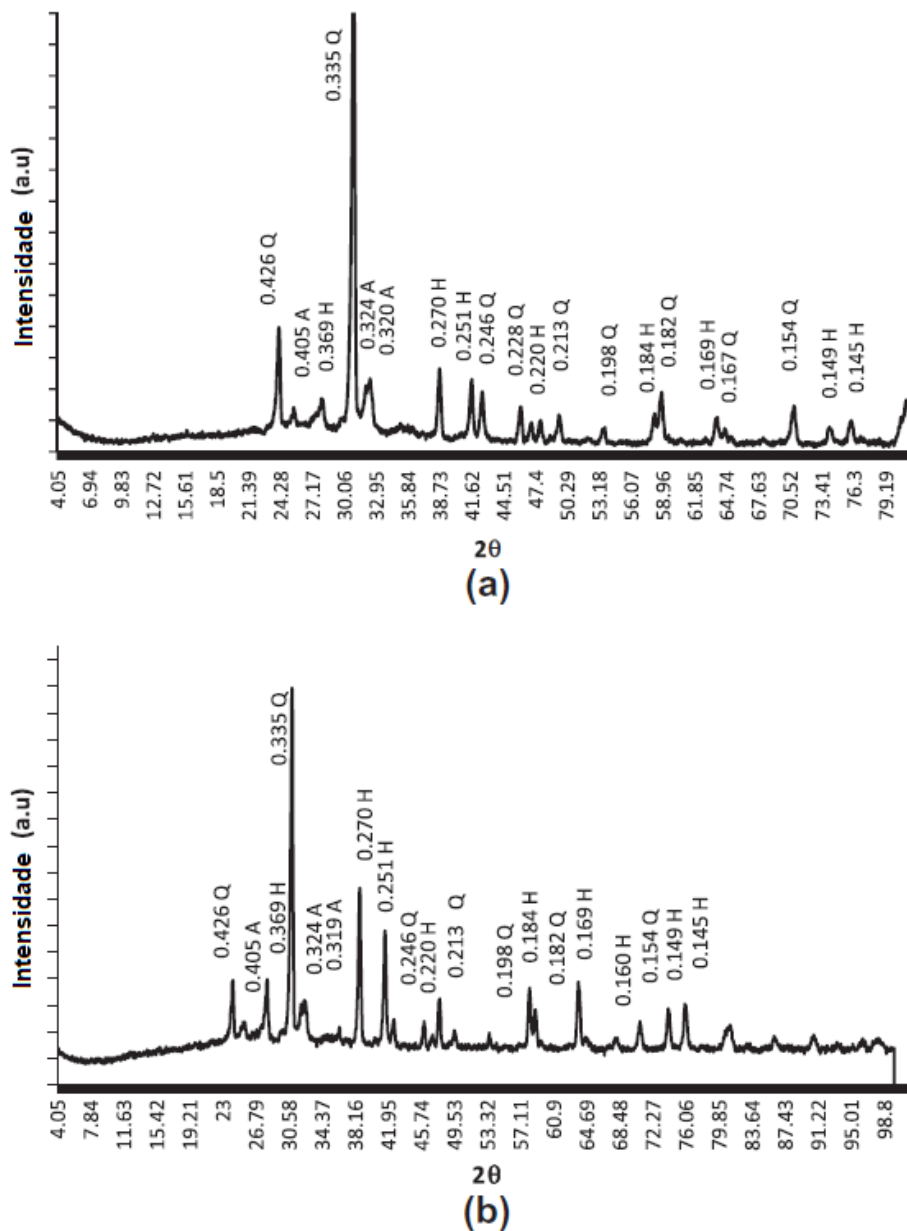 Intensidade (a.u)
0.426 Q
0.405 A
0.369 H
0.335 Q
0.324 A
0.320 A
0.270 H
0.251 H
0.246 Q
0.228 Q
0.220 H
0.213 Q
0.198 Q
0.184 H
0.182 Q
0.169 H
0.167 Q
0.154 Q
0.149 H
0.145 H
4.05 6.94 9.83 12.72 15.61 18.5 21.39 24.28 27.17 30.06 32.95 35.84 38.73 41.62 44.51 47.4 50.29 53.18 56.07 58.96 61.85 64.74 67.63 70.52 73.41 76.3 79.19
2θ
(a)
Intensidade (a.u)
0.426 Q
0.405 A
0.369 H
0.335 Q
0.324 A
0.319 A
0.270 H
0.251 H
0.246 Q
0.220 H
0.213 Q
0.198 Q
0.184 H
0.182 Q
0.169 H
0.160 H
0.154 Q
0.149 H
0.145 H
4.05 7.84 11.63 15.42 19.21 23 26.79 30.58 34.37 38.16 41.95 45.74 49.53 53.32 57.11 60.9 64.69 68.48 72.27 76.06 79.85 83.64 87.43 91.22 95.01 98.8
2θ
(b)